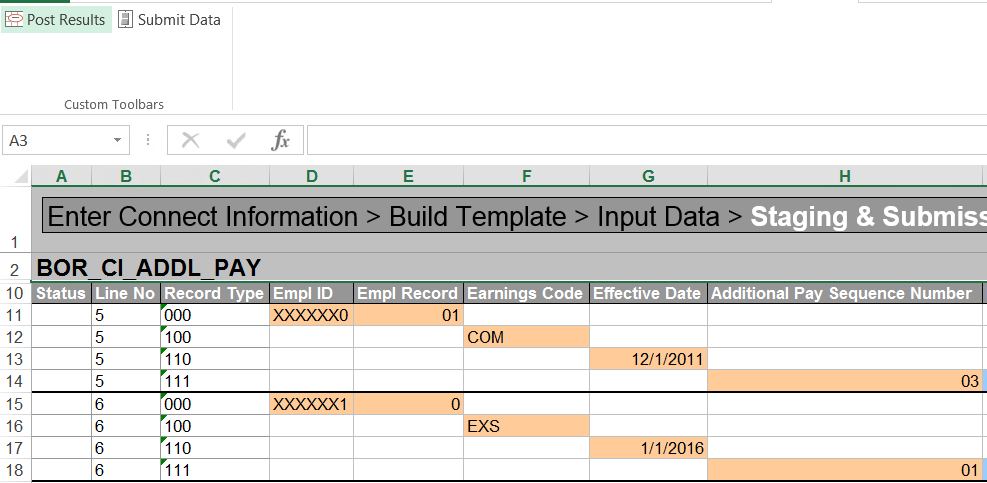 Post Results Submit Data
Custom Toolbars
A3 fx
A B C D E F G H
1 Enter Connect Information > Build Template > Input Data > Staging & Submiss
2 BOR_CI_ADDL_PAY
10 Status Line No Record Type Empl ID Empl Record Earnings Code Effective Date Additional Pay Sequence Number
11 5 000 XXXXXX0 01
12 5 100 COM
13 5 110 12/1/2011
14 5 111 03
15 6 000 XXXXXX1 0
16 6 100 EXS
17 6 110 1/1/2016
18 6 111 01